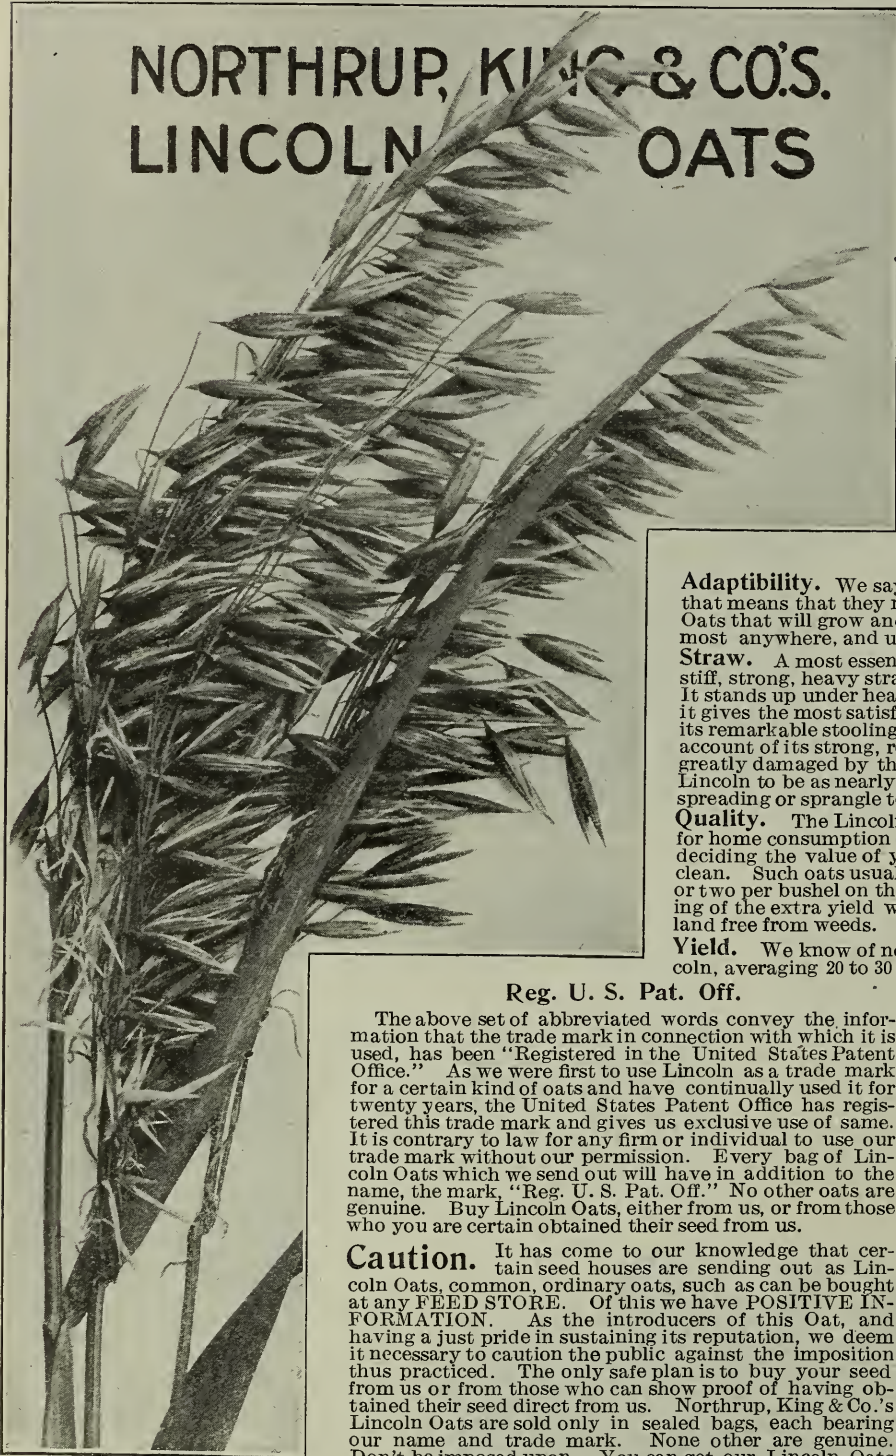 NORTHRUP, KING & CO'S.
LINCOLN OATS
Adaptibility. We say
that means that they
Oats that will grow and
most anywhere, and
Straw. A most
stiff, strong, heavy
It stands up under
it gives the most
its remarkable stooling
account of its strong,
greatly damaged by
Lincoln to be as nearly
spreading or sprangle
Quality. The Lincoln
for home consumption
deciding the value of
clean. Such oats
or two per bushel on
ing of the extra yield
land free from weeds.
Yield. We know of
coln, averaging 20 to 30
Reg. U. S. Pat. Off.
The above set of abbreviated words convey the infor-
mation that the trade mark in connection with which it is
used, has been "Registered in the United States Patent
Office." As we were first to use Lincoln as a trade mark
for a certain kind of oats and have continually used it for
twenty years, the United States Patent Office has regis-
tered this trade mark and gives us exclusive use of same.
It is contrary to law for any firm or individual to use our
trade mark without our permission. Every bag of Lin-
coln Oats which we send out will have in addition to the
name, the mark, "Reg. U. S. Pat. Off." No other oats are
genuine. Buy Lincoln Oats, either from us, or from those
who you are certain obtained their seed from us.
Caution. It has come to our knowledge that cer-
tain seed houses are sending out as Lin-
coln Oats, common, ordinary oats, such as can be bought
at any FEED STORE. Of this we have POSITIVE IN-
FORMATION. As the introducers of this Oat, and
having a just pride in sustaining its reputation, we deem
it necessary to caution the public against the imposition
thus practiced. The only safe plan is to buy your seed
from us or from those who can show proof of having ob-
tained their seed direct from us. Northrup, King & Co.'s
Lincoln Oats are sold only in sealed bags, each bearing
our name and trade mark. None other are genuine.